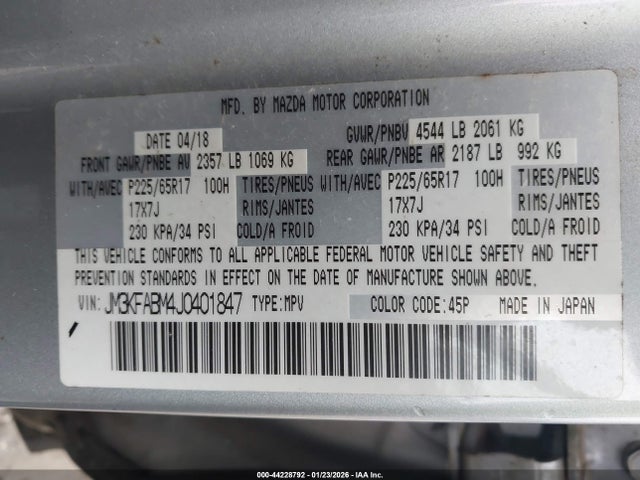 MFD. BY MAZDA MOTOR CORPORATION
DATE 04/18 GVWR/PNBV 4544 LB 2061 KG
FRONT GAWR/PNBE AV 2357 LB 1069 KG REAR GAWR/PNBE AR 2187 LB 992 KG
WITH/AVEC P225/65R17 100H TIRES/PNEUS WITH/AVEC P225/65R17 100H TIRES/PNEUS
17X7J RIMS/JANTES 17X7J RIMS/JANTES
230 KPA/34 PSI COLD/A FROID 230 KPA/34 PSI COLD/A FROID
THIS VEHICLE CONFORMS TO ALL APPLICABLE FEDERAL MOTOR VEHICLE SAFETY AND THEFT
PREVENTION STANDARDS IN EFFECT ON THE DATE OF MANUFACTURE SHOWN ABOVE.
VIN: JM3KFABM4J0401847 TYPE:MPV COLOR CODE:45P MADE IN JAPAN
000-44228792 - 01/23/2026 - IAA Inc.